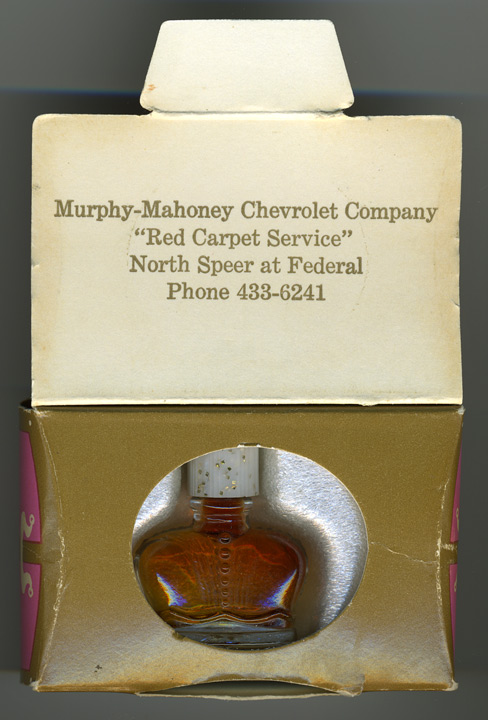 Murphy-Mahoney Chevrolet Company
“Red Carpet Service”
North Speer at Federal
Phone 433-6241